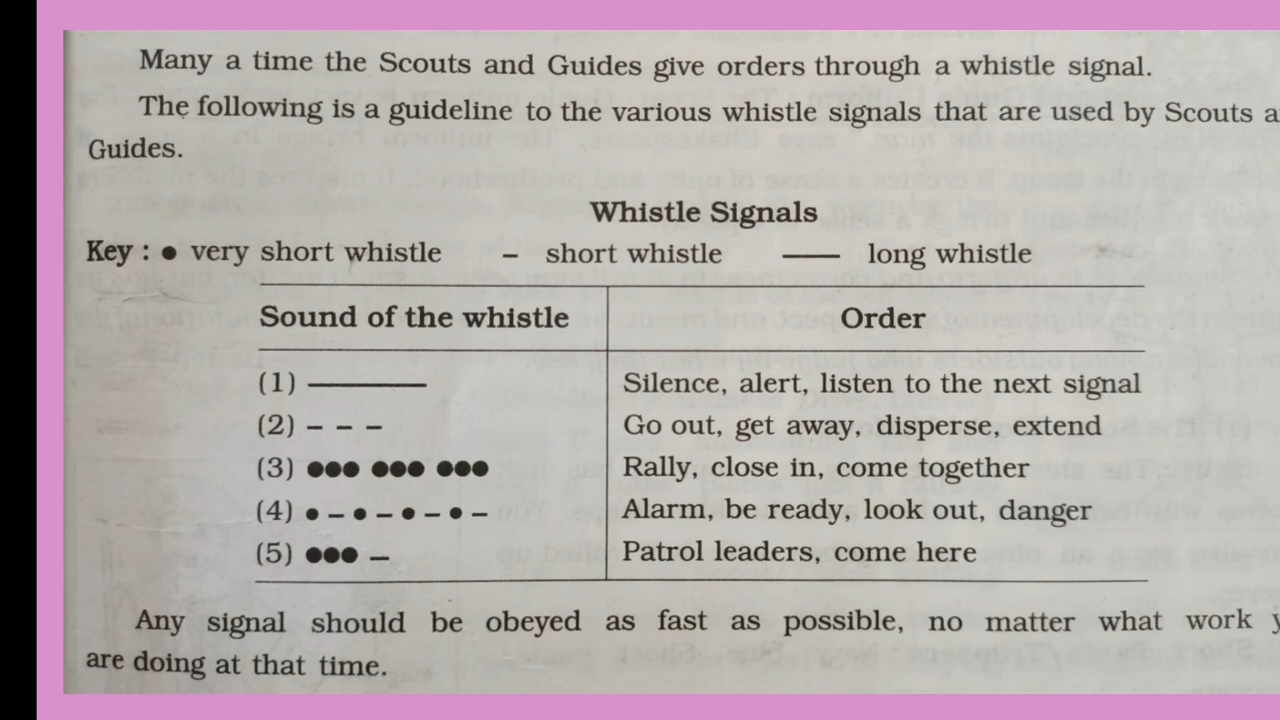 Many a time the Scouts and Guides give orders through a whistle signal.
The following is a guideline to the various whistle signals that are used by Scouts a
Guides.
Whistle Signals
Key : ● very short whistle – short whistle —— long whistle
Sound of the whistle Order
(1) ———— Silence, alert, listen to the next signal
(2) – – – Go out, get away, disperse, extend
(3) ●●● ●●● ●●● Rally, close in, come together
(4) ● – ● – ● – ● – Alarm, be ready, look out, danger
(5) ●●● – Patrol leaders, come here
Any signal should be obeyed as fast as possible, no matter what work y
are doing at that time.